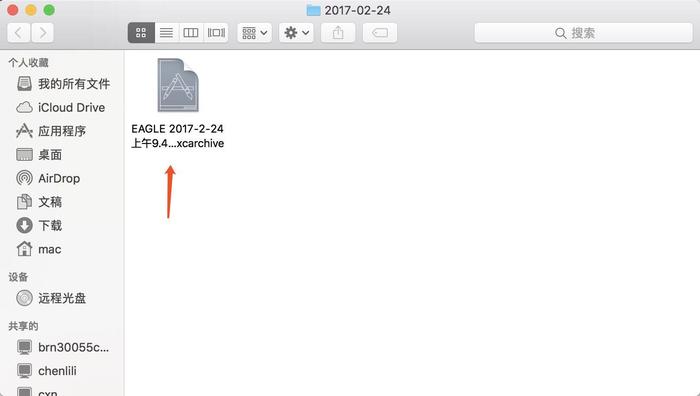 2017-02-24
搜索
个人收藏
我的所有文件
iCloud Drive
应用程序
桌面
AirDrop
文稿
下载
mac
设备
远程光盘
共享的
brn30055c...
chenlili
cxn
EAGLE 2017-2-24
上午9.4...xcarchive